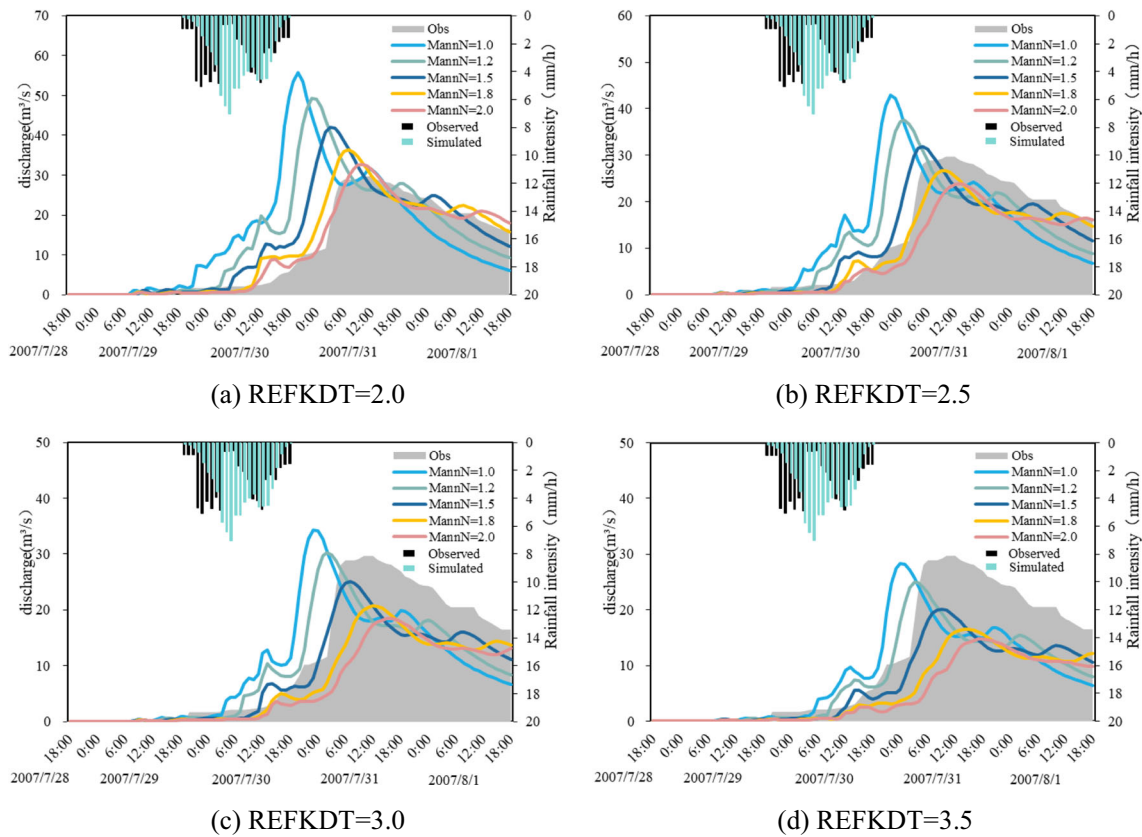 70
60
50
40
30
20
10
0
discharge(m³/s)
0
2
4
6
8
10
12
14
16
18
20
Rainfall intensity（mm/h）
Obs
MannN=1.0
MannN=1.2
MannN=1.5
MannN=1.8
MannN=2.0
Observed
Simulated
18:00 0:00 6:00 12:00 18:00 0:00 6:00 12:00 18:00 0:00 6:00 12:00 18:00 0:00 6:00 12:00 18:00
2007/7/28 2007/7/29 2007/7/30 2007/7/31 2007/8/1
(a) REFKDT=2.0
60
50
40
30
20
10
0
discharge(m³/s)
0
2
4
6
8
10
12
14
16
18
20
Rainfall intensity（mm/h）
Obs
MannN=1.0
MannN=1.2
MannN=1.5
MannN=1.8
MannN=2.0
Observed
Simulated
18:00 0:00 6:00 12:00 18:00 0:00 6:00 12:00 18:00 0:00 6:00 12:00 18:00 0:00 6:00 12:00 18:00
2007/7/28 2007/7/29 2007/7/30 2007/7/31 2007/8/1
(b) REFKDT=2.5
50
40
30
20
10
0
discharge(m³/s)
0
2
4
6
8
10
12
14
16
18
20
Rainfall intensity（mm/h）
Obs
MannN=1.0
MannN=1.2
MannN=1.5
MannN=1.8
MannN=2.0
Observed
Simulated
18:00 0:00 6:00 12:00 18:00 0:00 6:00 12:00 18:00 0:00 6:00 12:00 18:00 0:00 6:00 12:00 18:00
2007/7/28 2007/7/29 2007/7/30 2007/7/31 2007/8/1
(c) REFKDT=3.0
50
40
30
20
10
0
discharge(m³/s)
0
2
4
6
8
10
12
14
16
18
20
Rainfall intensity（mm/h）
Obs
MannN=1.0
MannN=1.2
MannN=1.5
MannN=1.8
MannN=2.0
Observed
Simulated
18:00 0:00 6:00 12:00 18:00 0:00 6:00 12:00 18:00 0:00 6:00 12:00 18:00 0:00 6:00 12:00 18:00
2007/7/28 2007/7/29 2007/7/30 2007/7/31 2007/8/1
(d) REFKDT=3.5